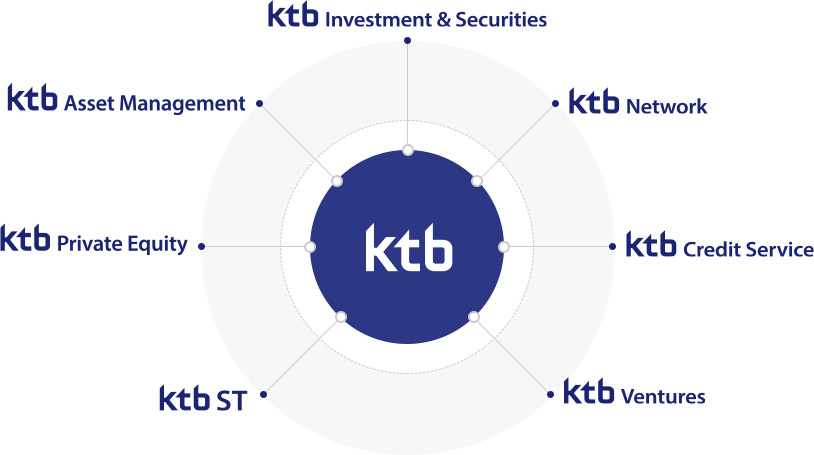 ktb Investment & Securities
ktb Asset Management
ktb Network
ktb Private Equity
ktb
ktb Credit Service
ktb ST
ktb Ventures